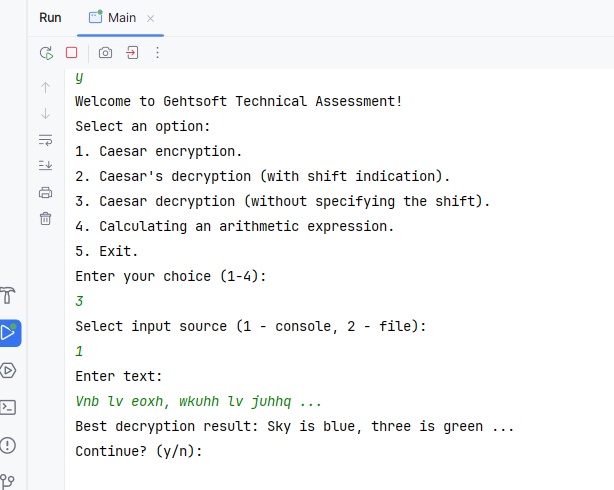 Run Main
y
Welcome to Gehtsoft Technical Assessment!
Select an option:
1. Caesar encryption.
2. Caesar's decryption (with shift indication).
3. Caesar decryption (without specifying the shift).
4. Calculating an arithmetic expression.
5. Exit.
Enter your choice (1-4):
3
Select input source (1 - console, 2 - file):
1
Enter text:
Vnb lv eoxh, wkuhh lv juhhq ...
Best decryption result: Sky is blue, three is green ...
Continue? (y/n):